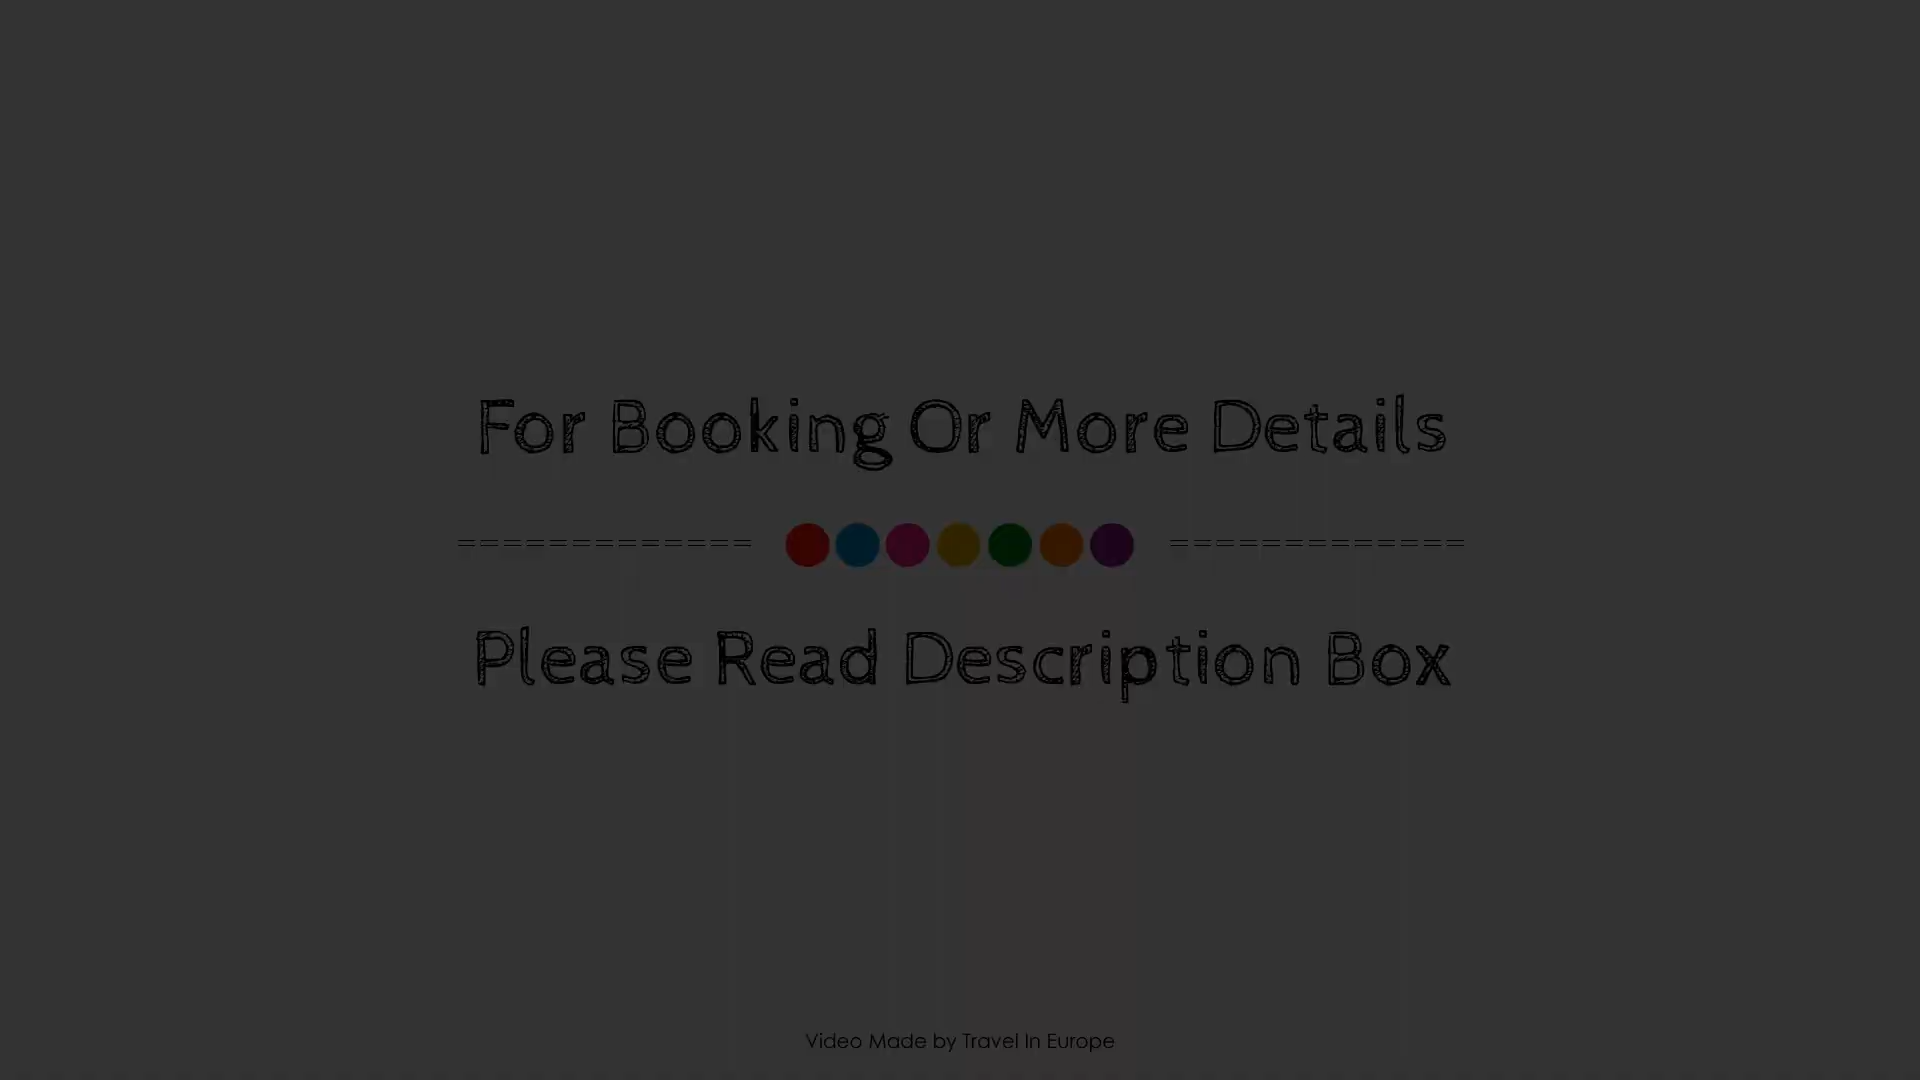 For Booking Or More Details
============= =============
Please Read Description Box
Video Made by Travel In Europe